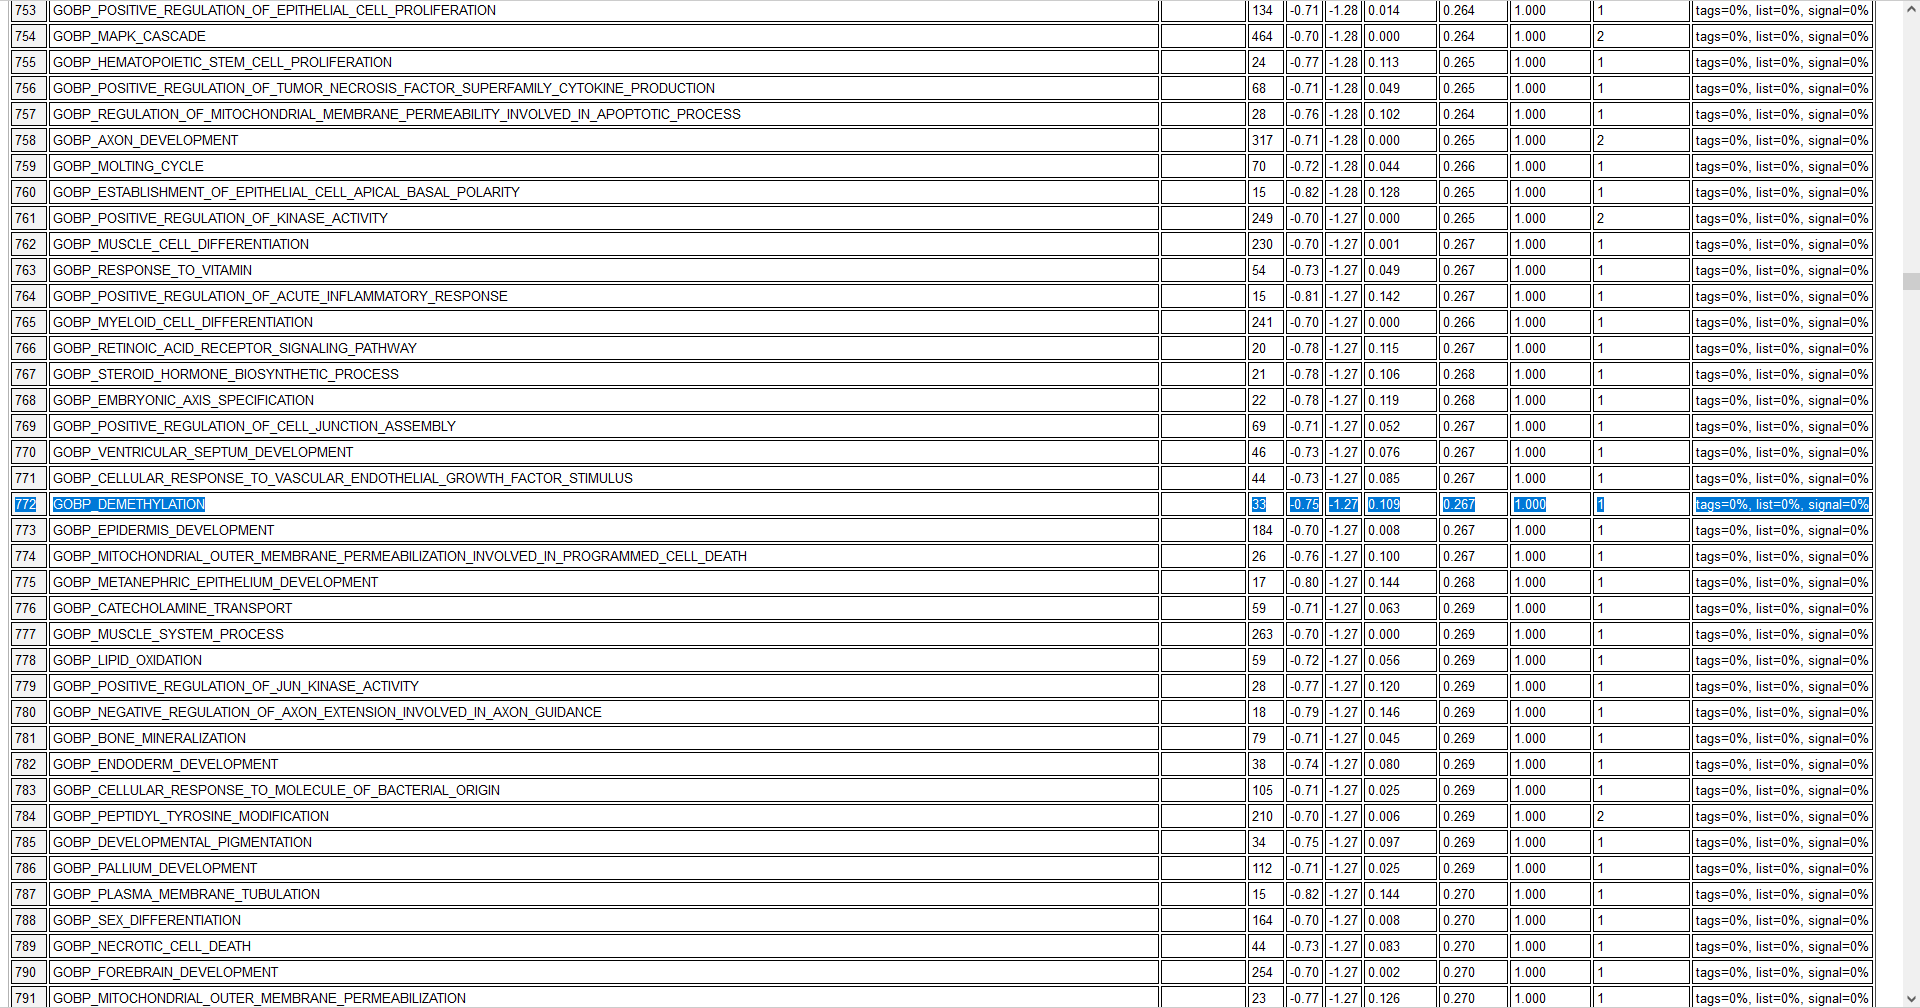 753 GOBP_POSITIVE_REGULATION_OF_EPITHELIAL_CELL_PROLIFERATION 134 -0.71 -1.28 0.014 0.264 1.000 1 tags=0%, list=0%, signal=0%
754 GOBP_MAPK_CASCADE 464 -0.70 -1.28 0.000 0.264 1.000 2 tags=0%, list=0%, signal=0%
755 GOBP_HEMATOPOIETIC_STEM_CELL_PROLIFERATION 24 -0.77 -1.28 0.113 0.265 1.000 1 tags=0%, list=0%, signal=0%
756 GOBP_POSITIVE_REGULATION_OF_TUMOR_NECROSIS_FACTOR_SUPERFAMILY_CYTOKINE_PRODUCTION 68 -0.71 -1.28 0.049 0.265 1.000 1 tags=0%, list=0%, signal=0%
757 GOBP_REGULATION_OF_MITOCHONDRIAL_MEMBRANE_PERMEABILITY_INVOLVED_IN_APOPTOTIC_PROCESS 28 -0.76 -1.28 0.102 0.264 1.000 1 tags=0%, list=0%, signal=0%
758 GOBP_AXON_DEVELOPMENT 317 -0.71 -1.28 0.000 0.265 1.000 2 tags=0%, list=0%, signal=0%
759 GOBP_MOLTING_CYCLE 70 -0.72 -1.28 0.044 0.266 1.000 1 tags=0%, list=0%, signal=0%
760 GOBP_ESTABLISHMENT_OF_EPITHELIAL_CELL_APICAL_BASAL_POLARITY 15 -0.82 -1.28 0.128 0.265 1.000 1 tags=0%, list=0%, signal=0%
761 GOBP_POSITIVE_REGULATION_OF_KINASE_ACTIVITY 249 -0.70 -1.27 0.000 0.265 1.000 2 tags=0%, list=0%, signal=0%
762 GOBP_MUSCLE_CELL_DIFFERENTIATION 230 -0.70 -1.27 0.001 0.267 1.000 1 tags=0%, list=0%, signal=0%
763 GOBP_RESPONSE_TO_VITAMIN 54 -0.73 -1.27 0.049 0.267 1.000 1 tags=0%, list=0%, signal=0%
764 GOBP_POSITIVE_REGULATION_OF_ACUTE_INFLAMMATORY_RESPONSE 15 -0.81 -1.27 0.142 0.267 1.000 1 tags=0%, list=0%, signal=0%
765 GOBP_MYELOID_CELL_DIFFERENTIATION 241 -0.70 -1.27 0.000 0.266 1.000 1 tags=0%, list=0%, signal=0%
766 GOBP_RETINOIC_ACID_RECEPTOR_SIGNALING_PATHWAY 20 -0.78 -1.27 0.115 0.267 1.000 1 tags=0%, list=0%, signal=0%
767 GOBP_STEROID_HORMONE_BIOSYNTHETIC_PROCESS 21 -0.78 -1.27 0.106 0.268 1.000 1 tags=0%, list=0%, signal=0%
768 GOBP_EMBRYONIC_AXIS_SPECIFICATION 22 -0.78 -1.27 0.119 0.268 1.000 1 tags=0%, list=0%, signal=0%
769 GOBP_POSITIVE_REGULATION_OF_CELL_JUNCTION_ASSEMBLY 69 -0.71 -1.27 0.052 0.267 1.000 1 tags=0%, list=0%, signal=0%
770 GOBP_VENTRICULAR_SEPTUM_DEVELOPMENT 46 -0.73 -1.27 0.076 0.267 1.000 1 tags=0%, list=0%, signal=0%
771 GOBP_CELLULAR_RESPONSE_TO_VASCULAR_ENDOTHELIAL_GROWTH_FACTOR_STIMULUS 44 -0.73 -1.27 0.085 0.267 1.000 1 tags=0%, list=0%, signal=0%
772 GOBP_DEMETHYLATION 33 -0.75 -1.27 0.109 0.267 1.000 1 tags=0%, list=0%, signal=0%
773 GOBP_EPIDERMIS_DEVELOPMENT 184 -0.70 -1.27 0.008 0.267 1.000 1 tags=0%, list=0%, signal=0%
774 GOBP_MITOCHONDRIAL_OUTER_MEMBRANE_PERMEABILIZATION_INVOLVED_IN_PROGRAMMED_CELL_DEATH 26 -0.76 -1.27 0.100 0.267 1.000 1 tags=0%, list=0%, signal=0%
775 GOBP_METANEPHRIC_EPITHELIUM_DEVELOPMENT 17 -0.80 -1.27 0.144 0.268 1.000 1 tags=0%, list=0%, signal=0%
776 GOBP_CATECHOLAMINE_TRANSPORT 59 -0.71 -1.27 0.063 0.269 1.000 1 tags=0%, list=0%, signal=0%
777 GOBP_MUSCLE_SYSTEM_PROCESS 263 -0.70 -1.27 0.000 0.269 1.000 1 tags=0%, list=0%, signal=0%
778 GOBP_LIPID_OXIDATION 59 -0.72 -1.27 0.056 0.269 1.000 1 tags=0%, list=0%, signal=0%
779 GOBP_POSITIVE_REGULATION_OF_JUN_KINASE_ACTIVITY 28 -0.77 -1.27 0.120 0.269 1.000 1 tags=0%, list=0%, signal=0%
780 GOBP_NEGATIVE_REGULATION_OF_AXON_EXTENSION_INVOLVED_IN_AXON_GUIDANCE 18 -0.79 -1.27 0.146 0.269 1.000 1 tags=0%, list=0%, signal=0%
781 GOBP_BONE_MINERALIZATION 79 -0.71 -1.27 0.045 0.269 1.000 1 tags=0%, list=0%, signal=0%
782 GOBP_ENDODERM_DEVELOPMENT 38 -0.74 -1.27 0.080 0.269 1.000 1 tags=0%, list=0%, signal=0%
783 GOBP_CELLULAR_RESPONSE_TO_MOLECULE_OF_BACTERIAL_ORIGIN 105 -0.71 -1.27 0.025 0.269 1.000 1 tags=0%, list=0%, signal=0%
784 GOBP_PEPTIDYL_TYROSINE_MODIFICATION 210 -0.70 -1.27 0.006 0.269 1.000 2 tags=0%, list=0%, signal=0%
785 GOBP_DEVELOPMENTAL_PIGMENTATION 34 -0.75 -1.27 0.097 0.269 1.000 1 tags=0%, list=0%, signal=0%
786 GOBP_PALLIUM_DEVELOPMENT 112 -0.71 -1.27 0.025 0.269 1.000 1 tags=0%, list=0%, signal=0%
787 GOBP_PLASMA_MEMBRANE_TUBULATION 15 -0.82 -1.27 0.144 0.270 1.000 1 tags=0%, list=0%, signal=0%
788 GOBP_SEX_DIFFERENTIATION 164 -0.70 -1.27 0.008 0.270 1.000 1 tags=0%, list=0%, signal=0%
789 GOBP_NECROTIC_CELL_DEATH 44 -0.73 -1.27 0.083 0.270 1.000 1 tags=0%, list=0%, signal=0%
790 GOBP_FOREBRAIN_DEVELOPMENT 254 -0.70 -1.27 0.002 0.270 1.000 1 tags=0%, list=0%, signal=0%
791 GOBP_MITOCHONDRIAL_OUTER_MEMBRANE_PERMEABILIZATION 23 -0.77 -1.27 0.126 0.270 1.000 1 tags=0%, list=0%, signal=0%